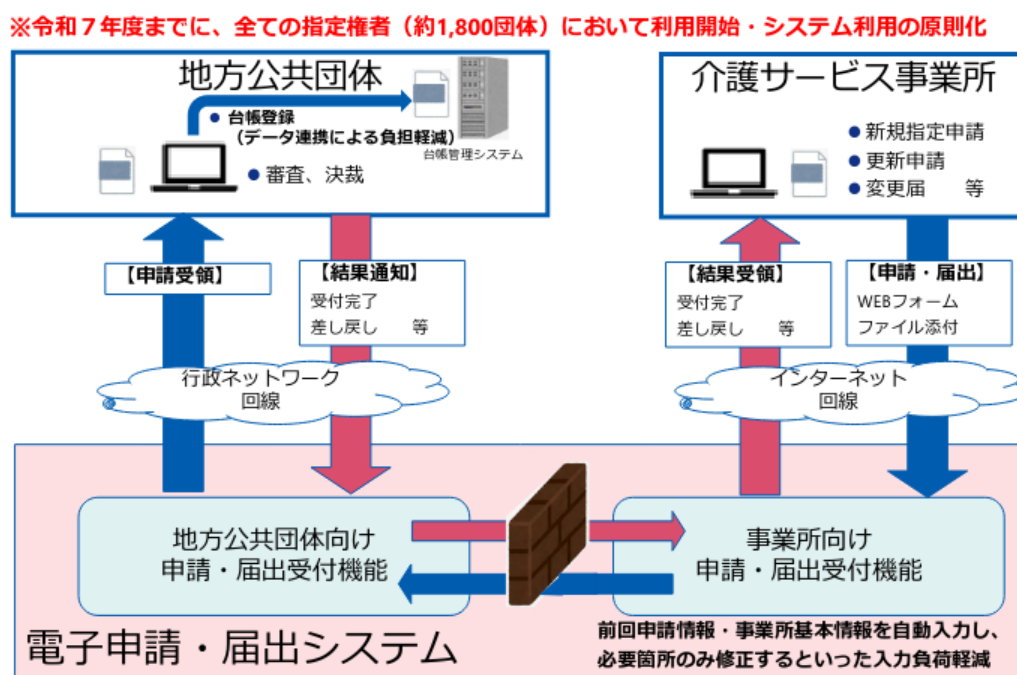 ※令和７年度までに、全ての指定権者（約1,800団体）において利用開始・システム利用の原則化
地方公共団体
● 台帳登録
（データ連携による負担軽減）
台帳管理システム
● 審査、決裁
介護サービス事業所
● 新規指定申請
● 更新申請
● 変更届　等
【申請受領】
【結果通知】
受付完了
差し戻し　等
【結果受領】
受付完了
差し戻し　等
【申請・届出】
WEBフォーム
ファイル添付
行政ネットワーク
回線
インターネット
回線
地方公共団体向け
申請・届出受付機能
事業所向け
申請・届出受付機能
電子申請・届出システム
前回申請情報・事業所基本情報を自動入力し、
必要箇所のみ修正するといった入力負荷軽減